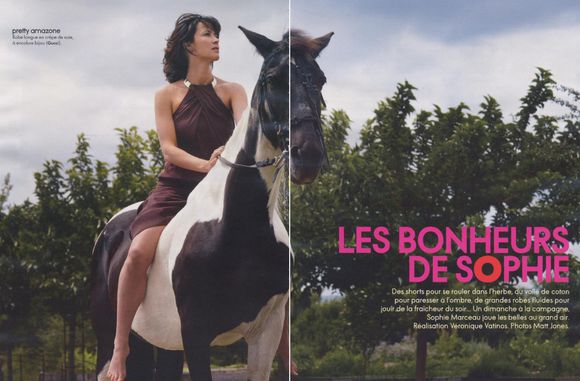 pretty amazone
Robe longue en crêpe de soie,
à encolure bijou (Gucci).
LES BONHEURS
DE SOPHIE
Des shorts pour se rouler dans l'herbe, du voile de coton
pour paresser à l'ombre, de grandes robes fluides pour
jouir de la fraîcheur du soir... Un dimanche à la campagne,
Sophie Marceau joue les belles au grand air.
Réalisation Veronique Vatinos. Photos Matt Jones.